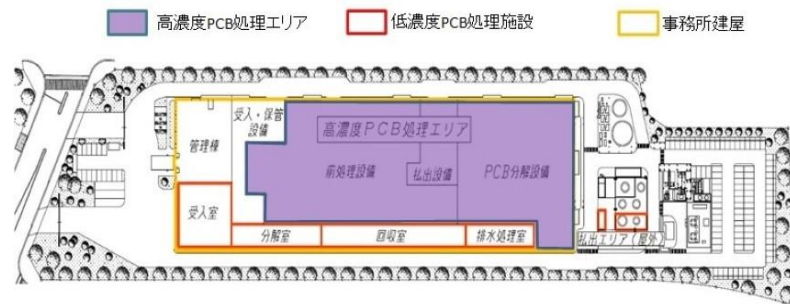 高濃度PCB処理エリア
低濃度PCB処理施設
事務所建屋
管理棟
受入・保管
設備
高濃度PCB処理エリア
前処理設備
払出設備
PCB分解設備
受入室
分解室
回収室
排水処理室
払出エリア(屋外)